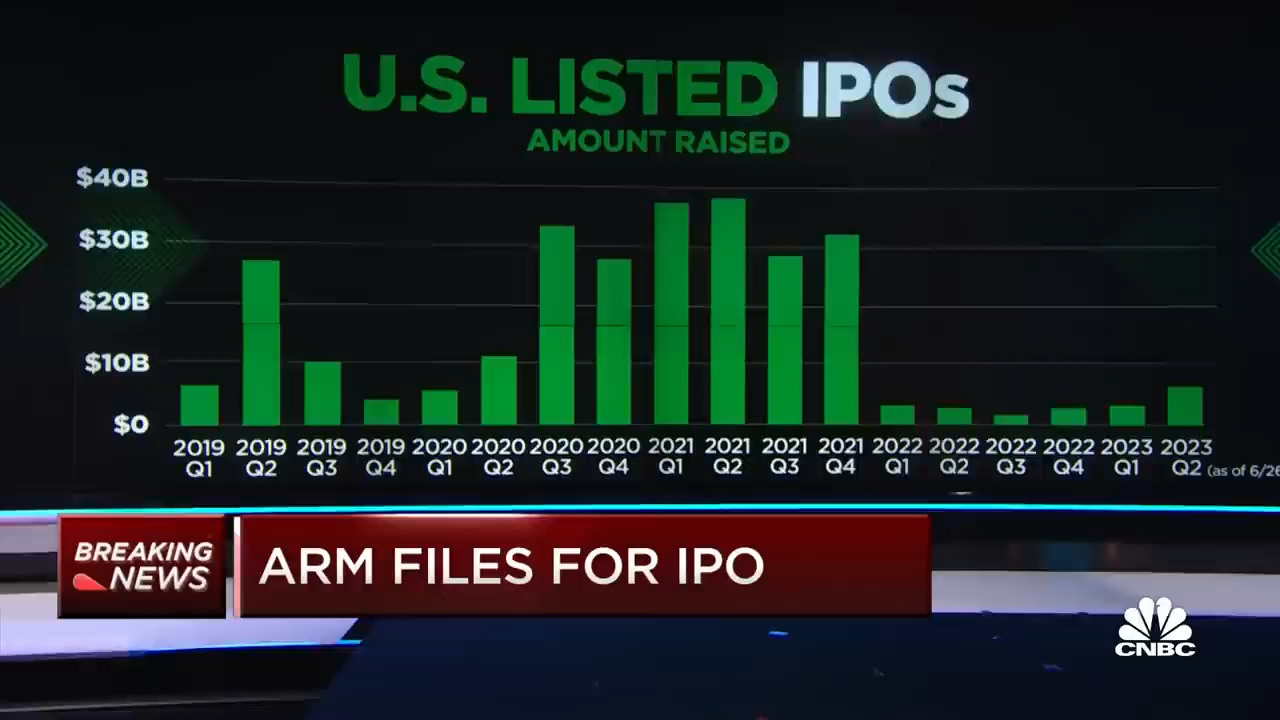 U.S. LISTED IPOs
AMOUNT RAISED
$40B
$30B
$20B
$10B
$0
2019 2019 2019 2019 2020 2020 2020 2020 2021 2021 2021 2021 2022 2022 2022 2022 2023 2023
Q1 Q2 Q3 Q4 Q1 Q2 Q3 Q4 Q1 Q2 Q3 Q4 Q1 Q2 Q3 Q4 Q1 Q2 (as of 6/26
BREAKING
NEWS
ARM FILES FOR IPO
CNBC